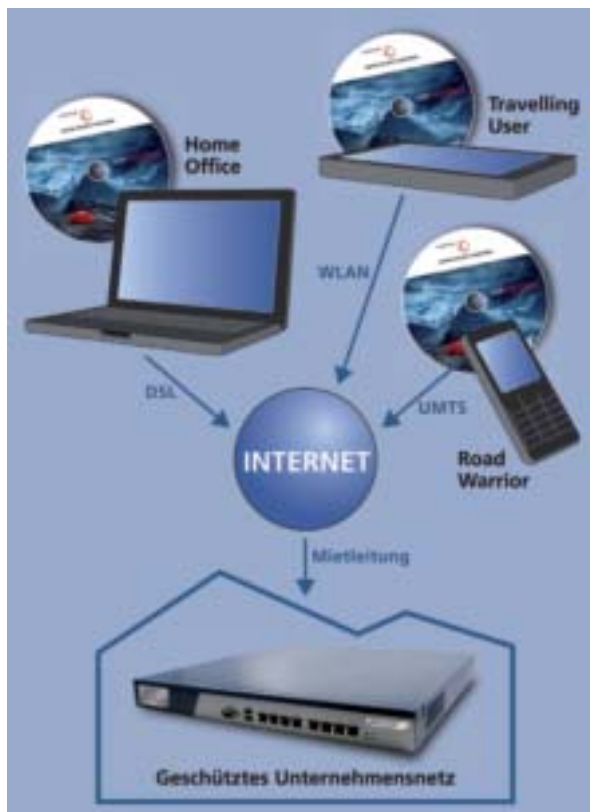 Home
Office
Travelling
User
WLAN
DSL
UMTS
INTERNET
Road
Warrior
Mietleitung
Geschütztes Unternehmensnetz